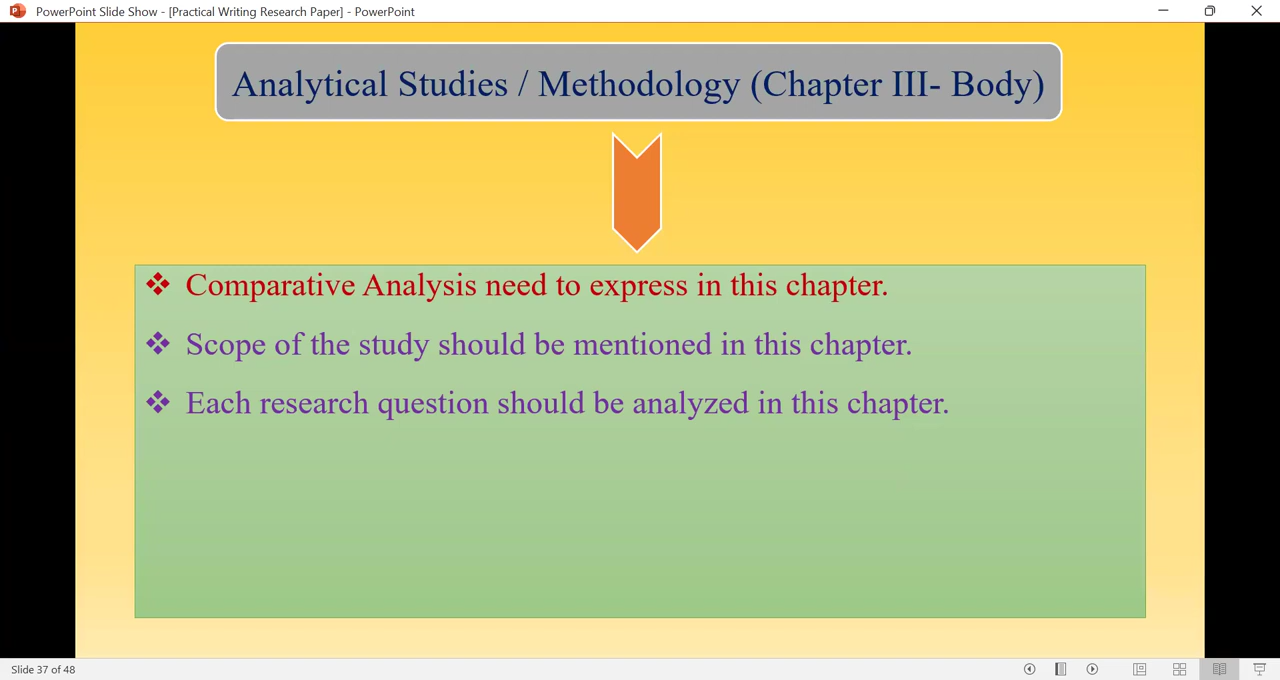 PowerPoint Slide Show - [Practical Writing Research Paper] - PowerPoint
Analytical Studies / Methodology (Chapter III- Body)
Comparative Analysis need to express in this chapter.
Scope of the study should be mentioned in this chapter.
Each research question should be analyzed in this chapter.
Slide 37 of 48